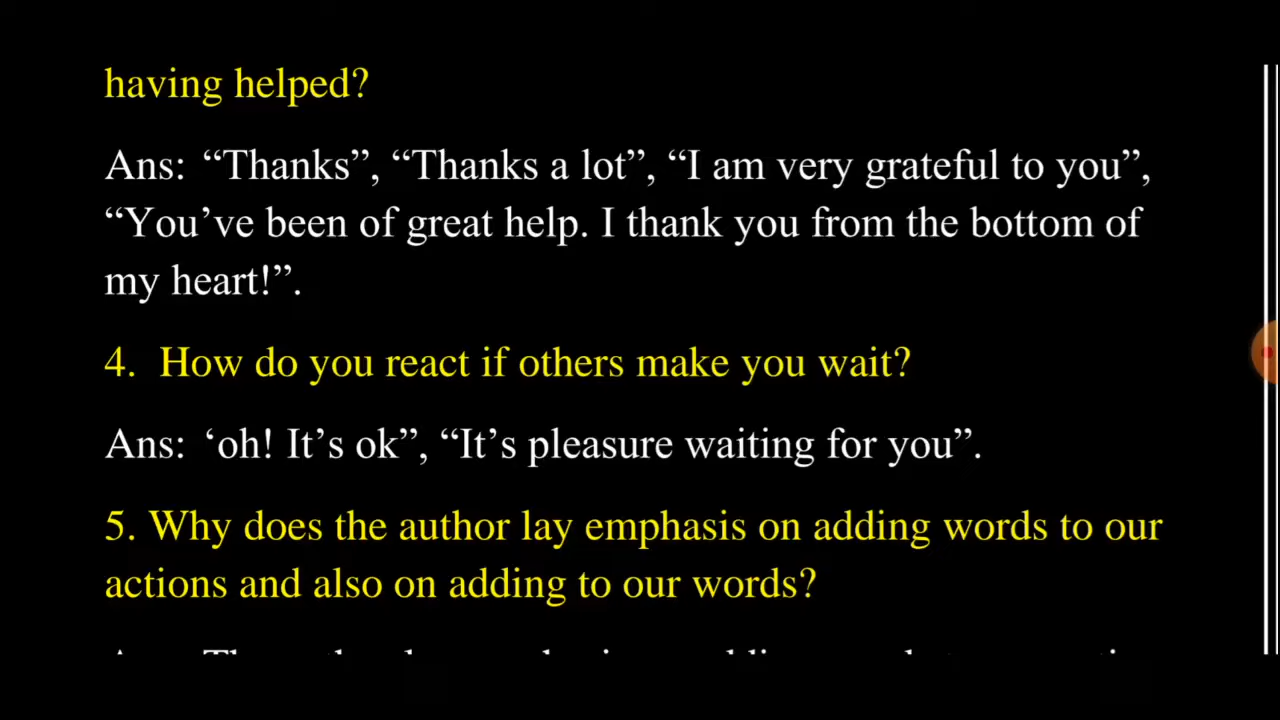 having helped?
Ans: “Thanks”, “Thanks a lot”, “I am very grateful to you”,
“You’ve been of great help. I thank you from the bottom of
my heart!”.
4. How do you react if others make you wait?
Ans: ‘oh! It’s ok”, “It’s pleasure waiting for you”.
5. Why does the author lay emphasis on adding words to our
actions and also on adding to our words?